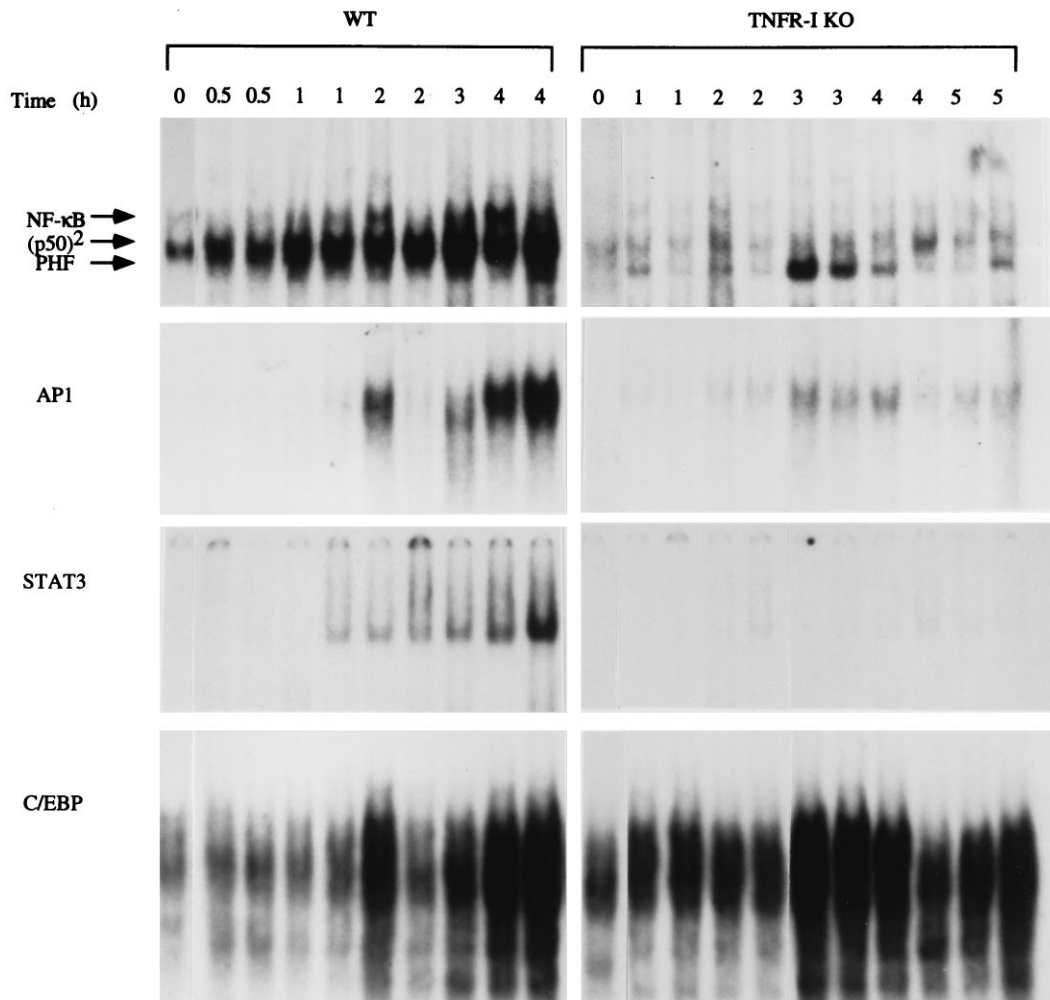 WT TNFR-I KO
Time (h) 0 0.5 0.5 1 1 2 2 3 4 4 0 1 1 2 2 3 3 4 4 5 5
NF-κB
(p50)²
PHF
AP1
STAT3
C/EBP